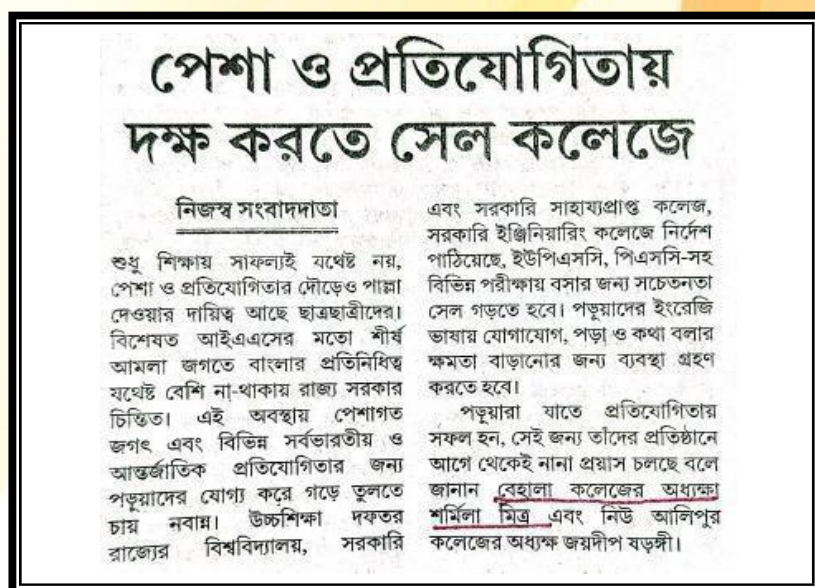 পেশা ও প্রতিযোগিতায়
দক্ষ করতে সেল কলেজে
নিজস্ব সংবাদদাতা
শুধু শিক্ষায় সাফল্যই যথেষ্ট নয়,
পেশা ও প্রতিযোগিতার দৌড়েও পাল্লা
দেওয়ার দায়িত্ব আছে ছাত্রছাত্রীদের।
বিশেষত আইএএসের মতো শীর্ষ
আমলা জগতে বাংলার প্রতিনিধিত্ব
যথেষ্ট বেশি না-থাকায় রাজ্য সরকার
চিন্তিত। এই অবস্থায় পেশাগত
জগৎ এবং বিভিন্ন সর্বভারতীয় ও
আন্তর্জাতিক প্রতিযোগিতার জন্য
পড়ুয়াদের যোগ্য করে গড়ে তুলতে
চায় নবান্ন। উচ্চশিক্ষা দফতর
রাজ্যের বিশ্ববিদ্যালয়, সরকারি
এবং সরকারি সাহায্যপ্রাপ্ত কলেজ,
সরকারি ইঞ্জিনিয়ারিং কলেজে নির্দেশ
পাঠিয়েছে, ইউপিএসসি, পিএসসি-সহ
বিভিন্ন পরীক্ষায় বসার জন্য সচেতনতা
সেল গড়তে হবে। পড়ুয়াদের ইংরেজি
ভাষায় যোগাযোগ, পড়া ও কথা বলার
ক্ষমতা বাড়ানোর জন্য ব্যবস্থা গ্রহণ
করতে হবে।
পড়ুয়ারা যাতে প্রতিযোগিতায়
সফল হন, সেই জন্য তাঁদের প্রতিষ্ঠানে
আগে থেকেই নানা প্রয়াস চলছে বলে
জানান বেহালা কলেজের অধ্যক্ষা
শর্মিলা মিত্র এবং নিউ আলিপুর
কলেজের অধ্যক্ষ জয়দীপ ষড়ঙ্গী।